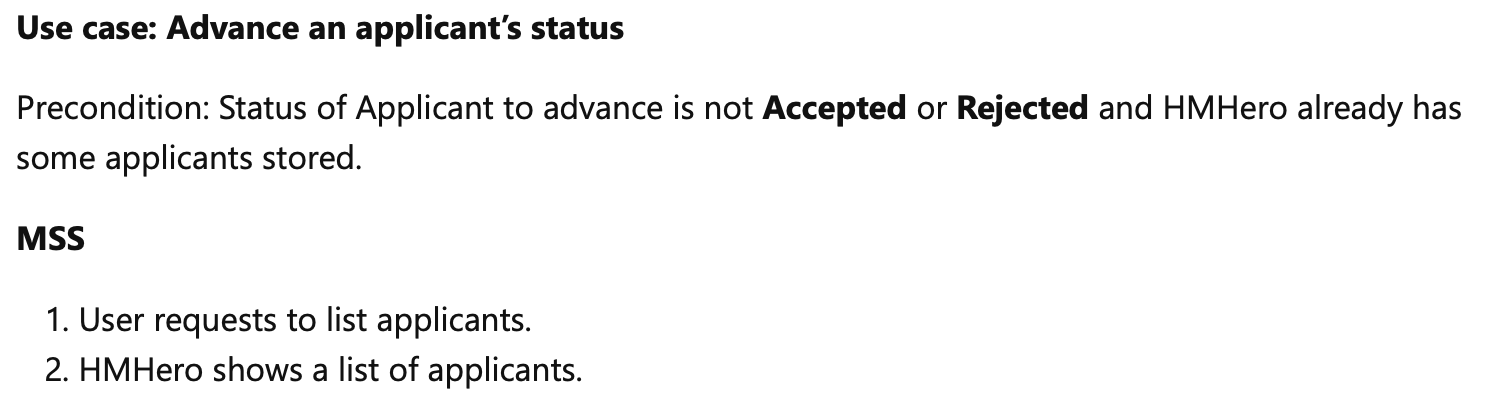 Use case: Advance an applicant’s status
Precondition: Status of Applicant to advance is not Accepted or Rejected and HMHero already has
some applicants stored.
MSS
1. User requests to list applicants.
2. HMHero shows a list of applicants.